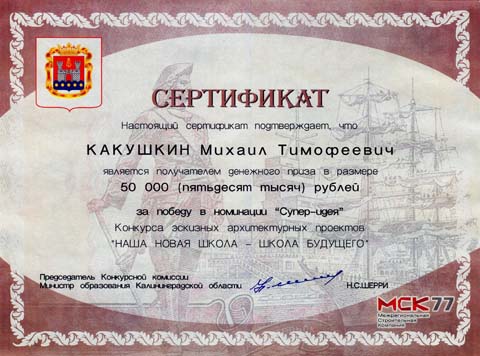 СЕРТИФИКАТ
Настоящий сертификат подтверждает, что
КАКУШКИН Михаил Тимофеевич
является получателем денежного приза в размере
50 000 (пятьдесят тысяч) рублей
за победу в номинации "Супер-идея"
Конкурса эскизных архитектурных проектов
"НАША НОВАЯ ШКОЛА - ШКОЛА БУДУЩЕГО"
Председатель Конкурсной комиссии
Министр образования Калининградской области Н.С.ШЕРРИ
МСК77
Межрегиональная
Строительная
Компания